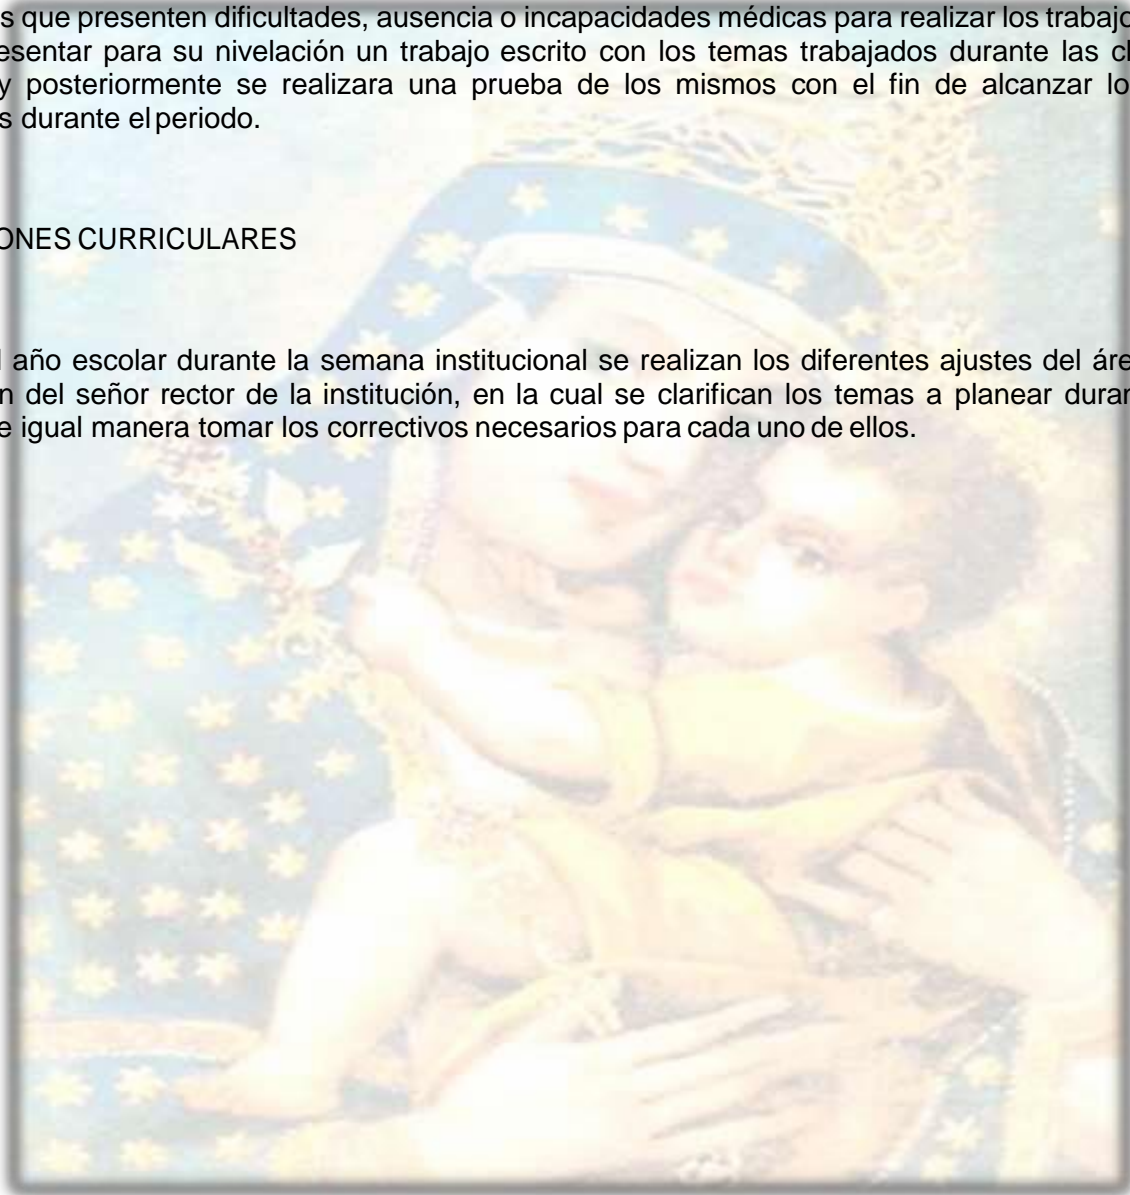 s que presenten dificultades, ausencia o incapacidades médicas para realizar los trabajo
esentar para su nivelación un trabajo escrito con los temas trabajados durante las cl
y posteriormente se realizara una prueba de los mismos con el fin de alcanzar lo
s durante el periodo.
ONES CURRICULARES
l año escolar durante la semana institucional se realizan los diferentes ajustes del áre
n del señor rector de la institución, en la cual se clarifican los temas a planear duran
e igual manera tomar los correctivos necesarios para cada uno de ellos.